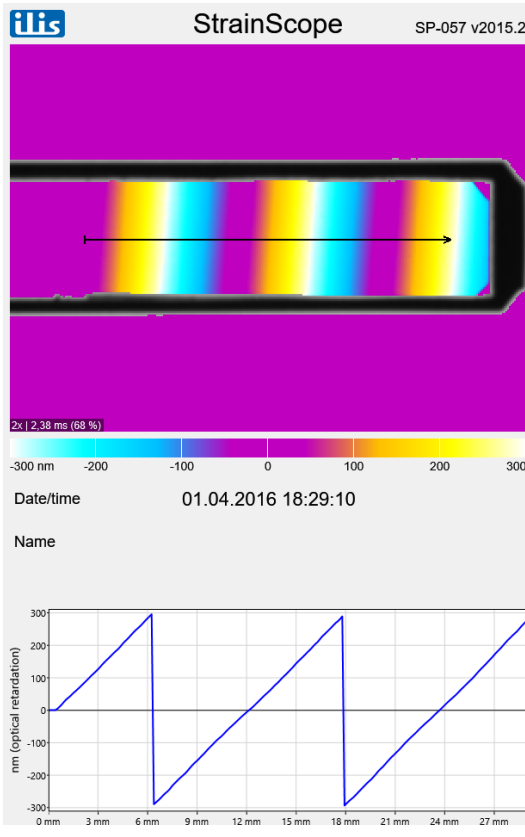 ilis
StrainScope
SP-057 v2015.2
2x | 2,38 ms (68 %)
-300 nm -200 -100 0 100 200 300
Date/time 01.04.2016 18:29:10
Name
nm (optical retardation)
300
200
100
0
-100
-200
-300
0 mm 3 mm 6 mm 9 mm 12 mm 15 mm 18 mm 21 mm 24 mm 27 mm